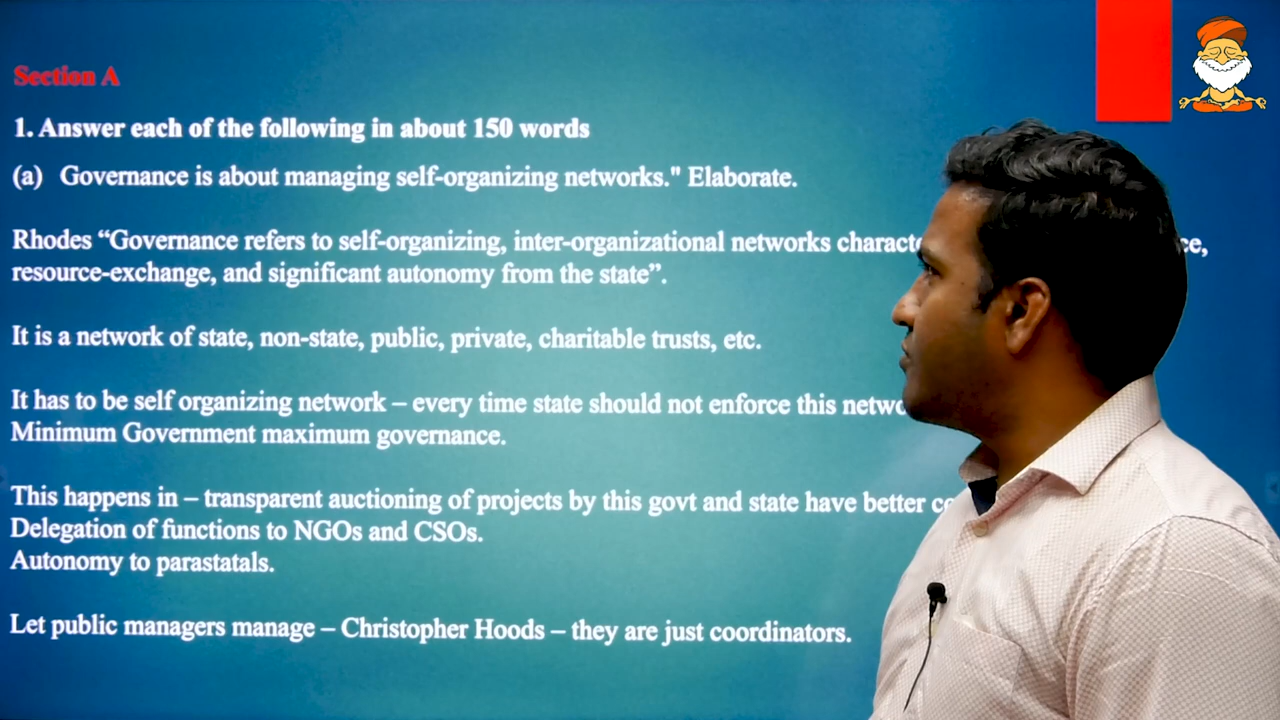 Section A
1. Answer each of the following in about 150 words
(a) Governance is about managing self-organizing networks." Elaborate.
Rhodes “Governance refers to self-organizing, inter-organizational networks
resource-exchange, and significant autonomy from the state”.
It is a network of state, non-state, public, private, charitable trusts, etc.
It has to be self organizing network – every time state should not enforce this
Minimum Government maximum governance.
This happens in – transparent auctioning of projects by this govt and state have better
Delegation of functions to NGOs and CSOs.
Autonomy to parastatals.
Let public managers manage – Christopher Hoods – they are just coordinators.